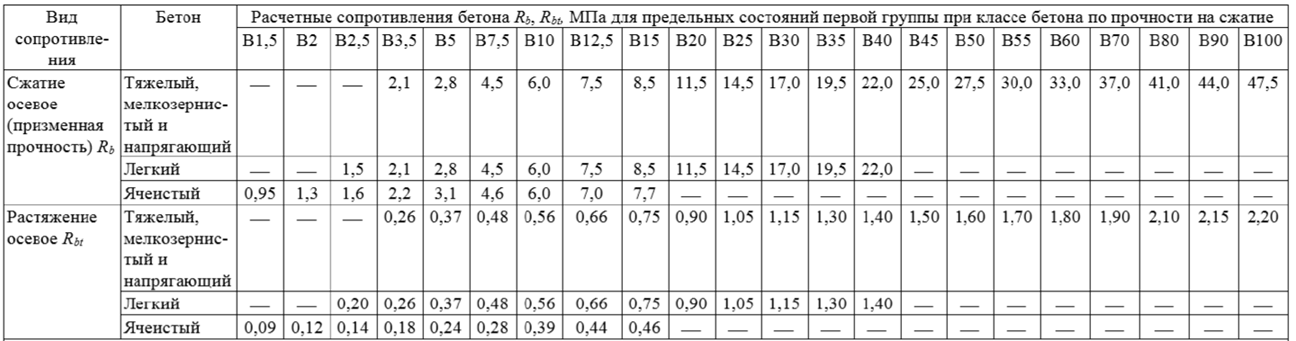 Вид сопротивле-ния Бетон Расчетные сопротивления бетона Rb, Rbt, МПа для предельных состояний первой группы при классе бетона по прочности на сжатие
B1,5 B2 B2,5 B3,5 B5 B7,5 B10 B12,5 B15 B20 B25 B30 B35 B40 B45 B50 B55 B60 B70 B80 B90 B100
Сжатие осевое (призменная прочность) Rb Тяжелый, мелкозернис-тый и напрягающий — — — 2,1 2,8 4,5 6,0 7,5 8,5 11,5 14,5 17,0 19,5 22,0 25,0 27,5 30,0 33,0 37,0 41,0 44,0 47,5
Легкий — — 1,5 2,1 2,8 4,5 6,0 7,5 8,5 11,5 14,5 17,0 19,5 22,0 — — — — — — — —
Ячеистый 0,95 1,3 1,6 2,2 3,1 4,6 6,0 7,0 7,7 — — — — — — — — — — — — —
Растяжение осевое Rbt Тяжелый, мелкозернис-тый и напрягающий — — — 0,26 0,37 0,48 0,56 0,66 0,75 0,90 1,05 1,15 1,30 1,40 1,50 1,60 1,70 1,80 1,90 2,10 2,15 2,20
Легкий — — 0,20 0,26 0,37 0,48 0,56 0,66 0,75 0,90 1,05 1,15 1,30 1,40 — — — — — — — —
Ячеистый 0,09 0,12 0,14 0,18 0,24 0,28 0,39 0,44 0,46 — — — — — — — — — — — — —